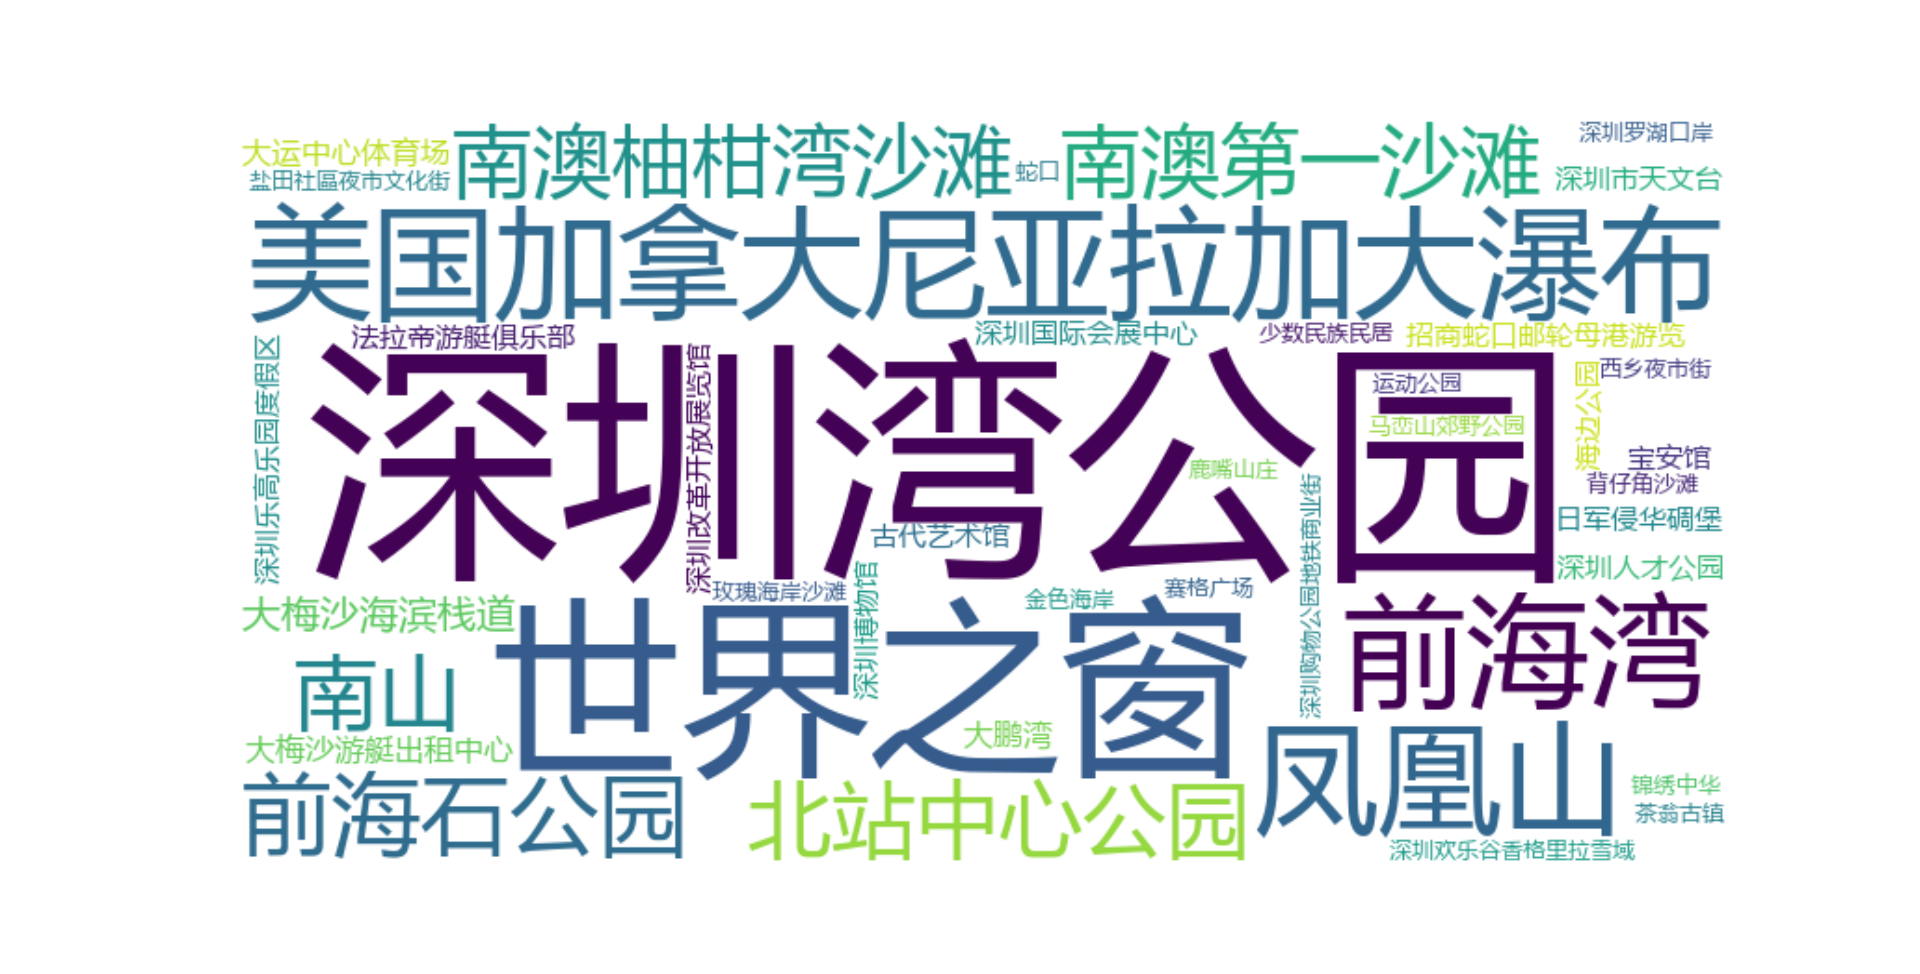 大运中心体育场
南澳柚柑湾沙滩
蛇口
南澳第一沙滩
深圳罗湖口岸
盐田社區夜市文化街
深圳市天文台
美国加拿大尼亚拉加大瀑布
法拉帝游艇俱乐部
深圳国际会展中心
少数民族民居
招商蛇口邮轮母港游览
深圳乐高乐园度假区
深圳湾公园
深圳改革开放展览馆
运动公园
马峦山郊野公园
海边公园
西乡夜市街
宝安馆
鹿嘴山庄
背仔角沙滩
古代艺术馆
深圳购物公园地铁商业街
日军侵华碉堡
深圳人才公园
玫瑰海岸沙滩
深圳博物馆
金色海岸
赛格广场
大梅沙海滨栈道
世界之窗
前海湾
南山
大梅沙游艇出租中心
大鹏湾
凤凰山
前海石公园
北站中心公园
锦绣中华
茶翁古镇
深圳欢乐谷香格里拉雪域